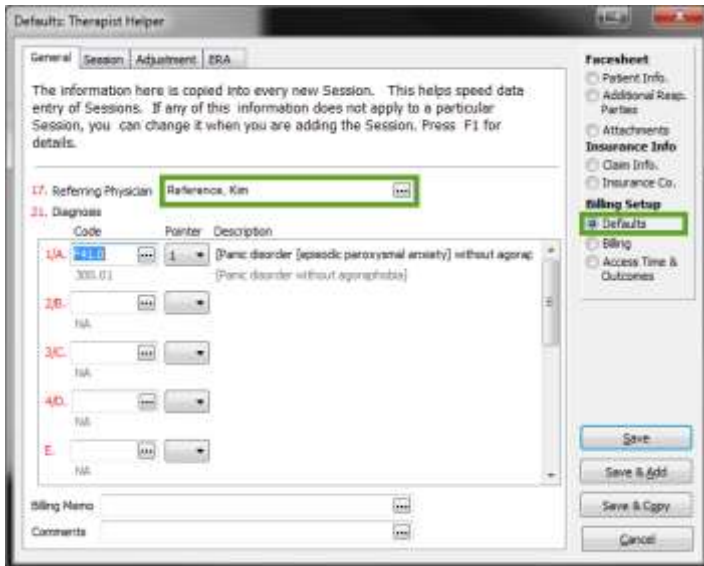 Defaults: Therapist Helper
General Session Adjustment ERA
The information here is copied into every new Session. This helps speed data
entry of Sessions. If any of this information does not apply to a particular
Session, you can change it when you are adding the Session. Press F1 for
details.
17. Referring Physician Reference, Kim ...
21. Diagnosis
Code Pointer Description
1/A. F41.0 ... 1 [Panic disorder [episodic paroxysmal anxiety] without agorap
300.01 [Panic disorder without agoraphobia]
2/B. ...
NA
3/C. ...
NA
4/D. ...
NA
E. ...
NA
Billing Memo ...
Comments ...
Facesheet
Patient Info.
Additional Resp.
Parties
Attachments
Insurance Info
Claim Info.
Insurance Co.
Billing Setup
Defaults
Billing
Access Time &
Outcomes
Save
Save & Add
Save & Copy
Cancel